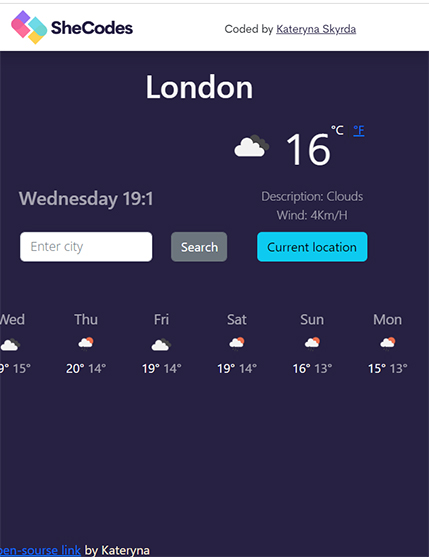 SheCodes
Coded by Kateryna Skyrda
London
16 °C °F
Wednesday 19:1
Description: Clouds
Wind: 4Km/H
Enter city Search Current location
Wed Thu Fri Sat Sun Mon
9° 15° 20° 14° 19° 14° 19° 14° 16° 13° 15° 13°
pen-sourse link by Kateryna